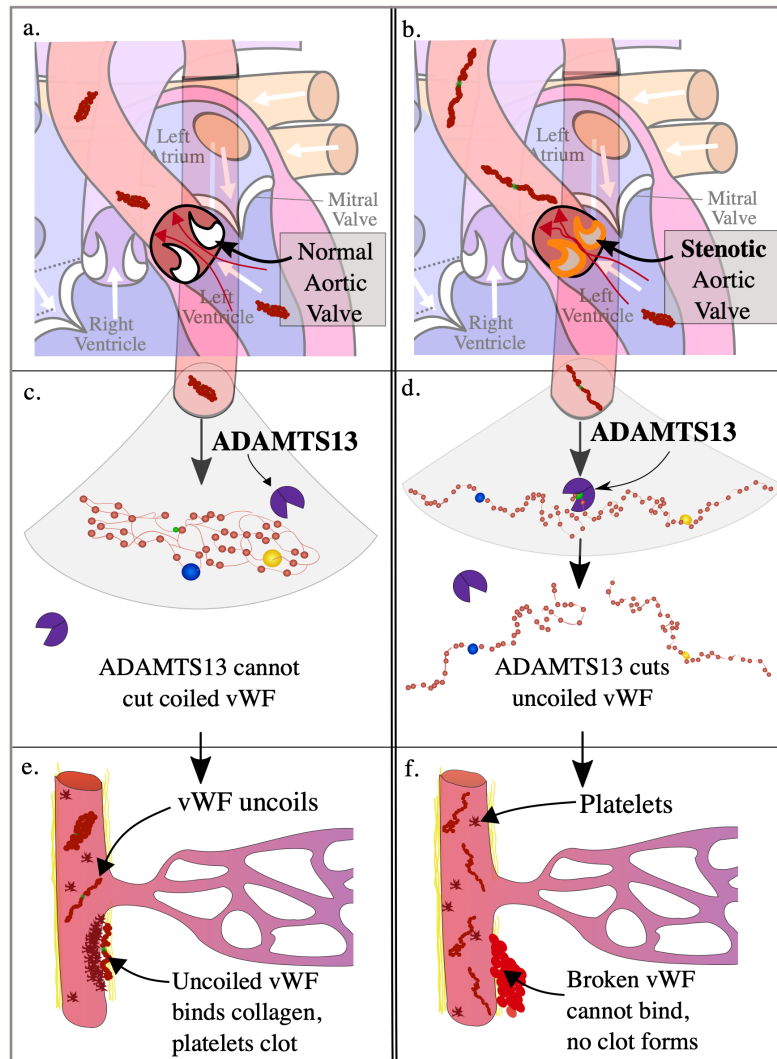 a.
Left
Atrium
Mitral
Valve
Normal
Aortic
Valve
Left
Ventricle
Right
Ventricle
b.
Left
Atrium
Mitral
Valve
Stenotic
Aortic
Valve
Left
Ventricle
Right
Ventricle
c.
ADAMTS13
ADAMTS13 cannot
cut coiled vWF
d.
ADAMTS13
ADAMTS13 cuts
uncoiled vWF
e.
vWF uncoils
Uncoiled vWF
binds collagen,
platelets clot
f.
Platelets
Broken vWF
cannot bind,
no clot forms